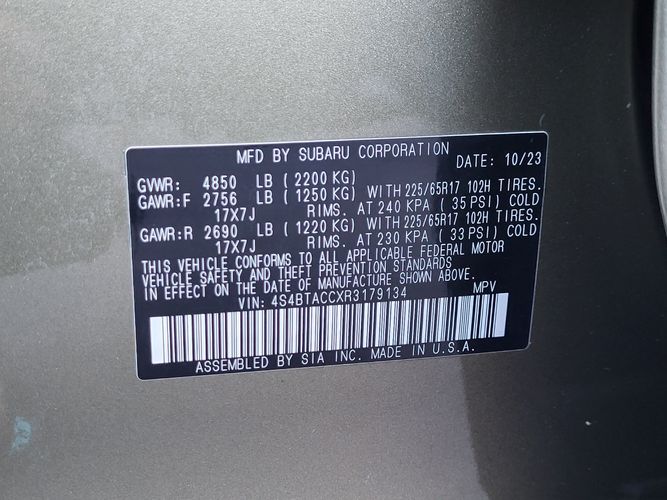 MFD BY SUBARU CORPORATION DATE: 10/23
GVWR: 4850 LB (2200 KG)
GAWR:F 2756 LB (1250 KG) WITH 225/65R17 102H TIRES.
17X7J RIMS. AT 240 KPA (35 PSI) COLD
GAWR:R 2690 LB (1220 KG) WITH 225/65R17 102H TIRES.
17X7J RIMS. AT 230 KPA (33 PSI) COLD
THIS VEHICLE CONFORMS TO ALL APPLICABLE FEDERAL MOTOR
VEHICLE SAFETY AND THEFT PREVENTION STANDARDS
IN EFFECT ON THE DATE OF MANUFACTURE SHOWN ABOVE.
VIN: 4S4BTACCXR3179134 MPV
ASSEMBLED BY SIA INC. MADE IN U.S.A.